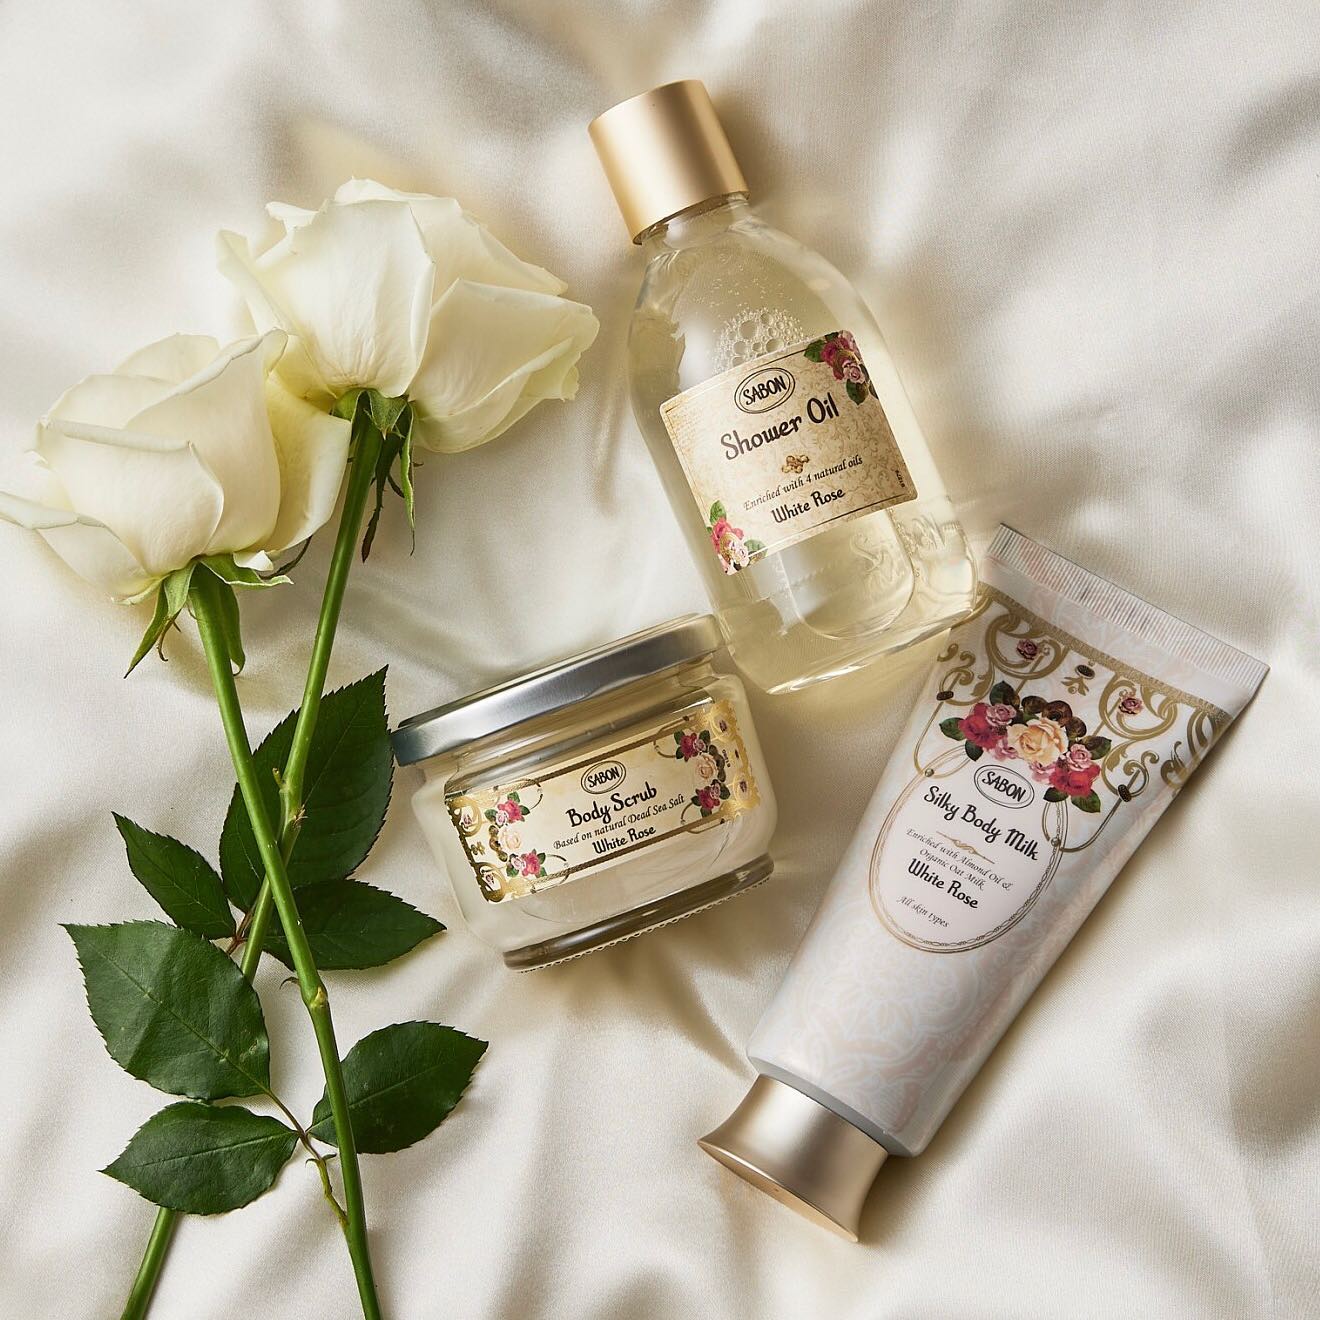 SABON
Shower Oil
Enriched with 4 natural oils
White Rose
SABON
Body Scrub
Based on natural Dead Sea Salt
White Rose
SABON
Silky Body Milk
Enriched with Almond Oil &
Organic Oat Milk
White Rose
All skin types